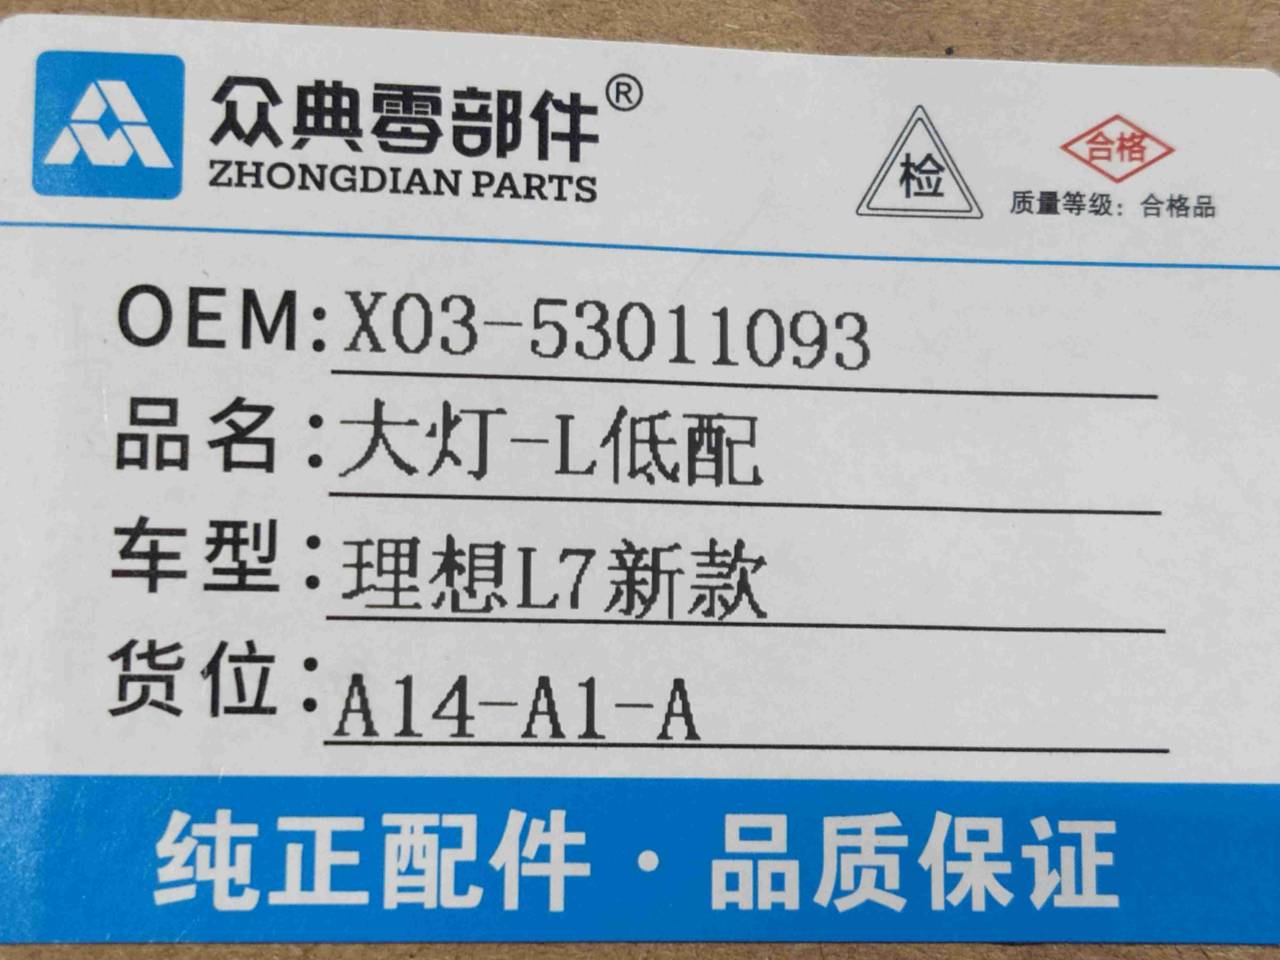 众典零部件®
ZHONGDIAN PARTS
检
合格
质量等级：合格品
OEM:X03-53011093
品名：大灯-L低配
车型：理想L7新款
货位：A14-A1-A
纯正配件·品质保证